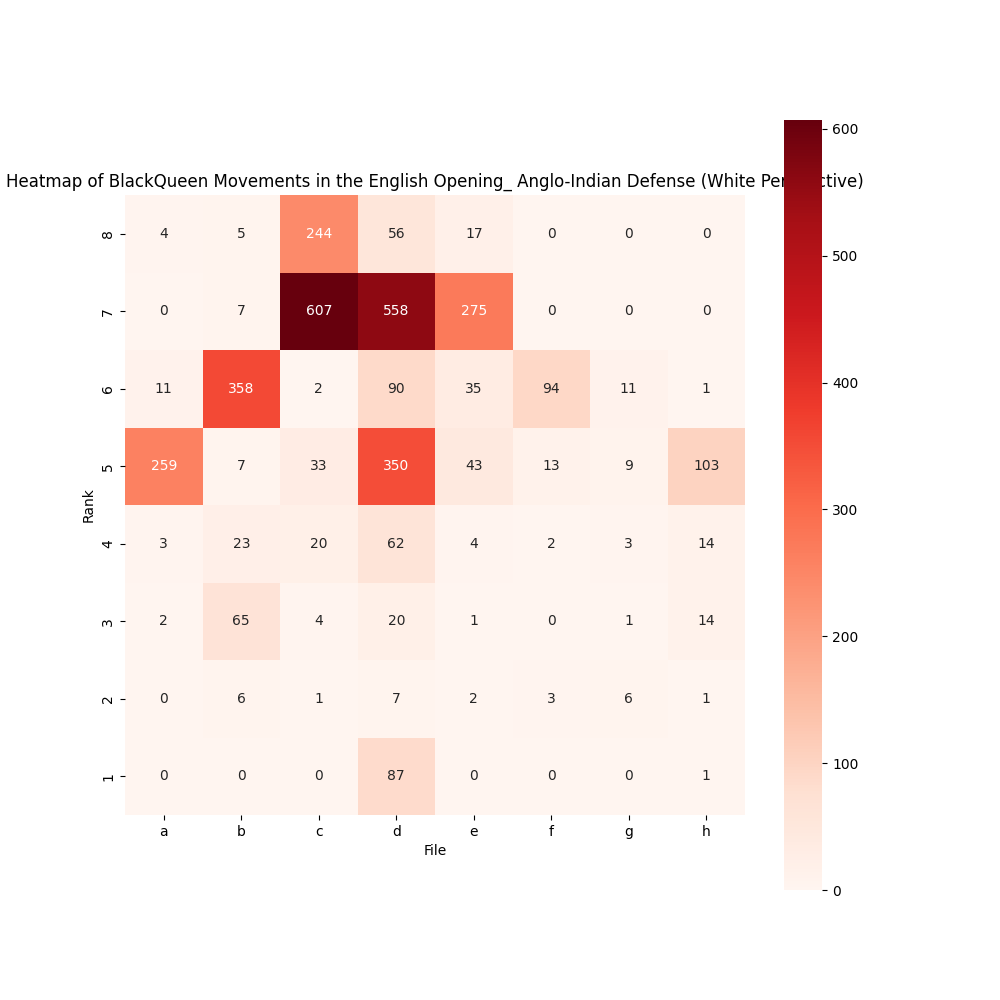 Heatmap of BlackQueen Movements in the English Opening_ Anglo-Indian Defense (White Perspective)
Rank
8 4 5 244 56 17 0 0 0
7 0 7 607 558 275 0 0 0
6 11 358 2 90 35 94 11 1
5 259 7 33 350 43 13 9 103
4 3 23 20 62 4 2 3 14
3 2 65 4 20 1 0 1 14
2 0 6 1 7 2 3 6 1
1 0 0 0 87 0 0 0 1
a b c d e f g h
File
600
500
400
300
200
100
0